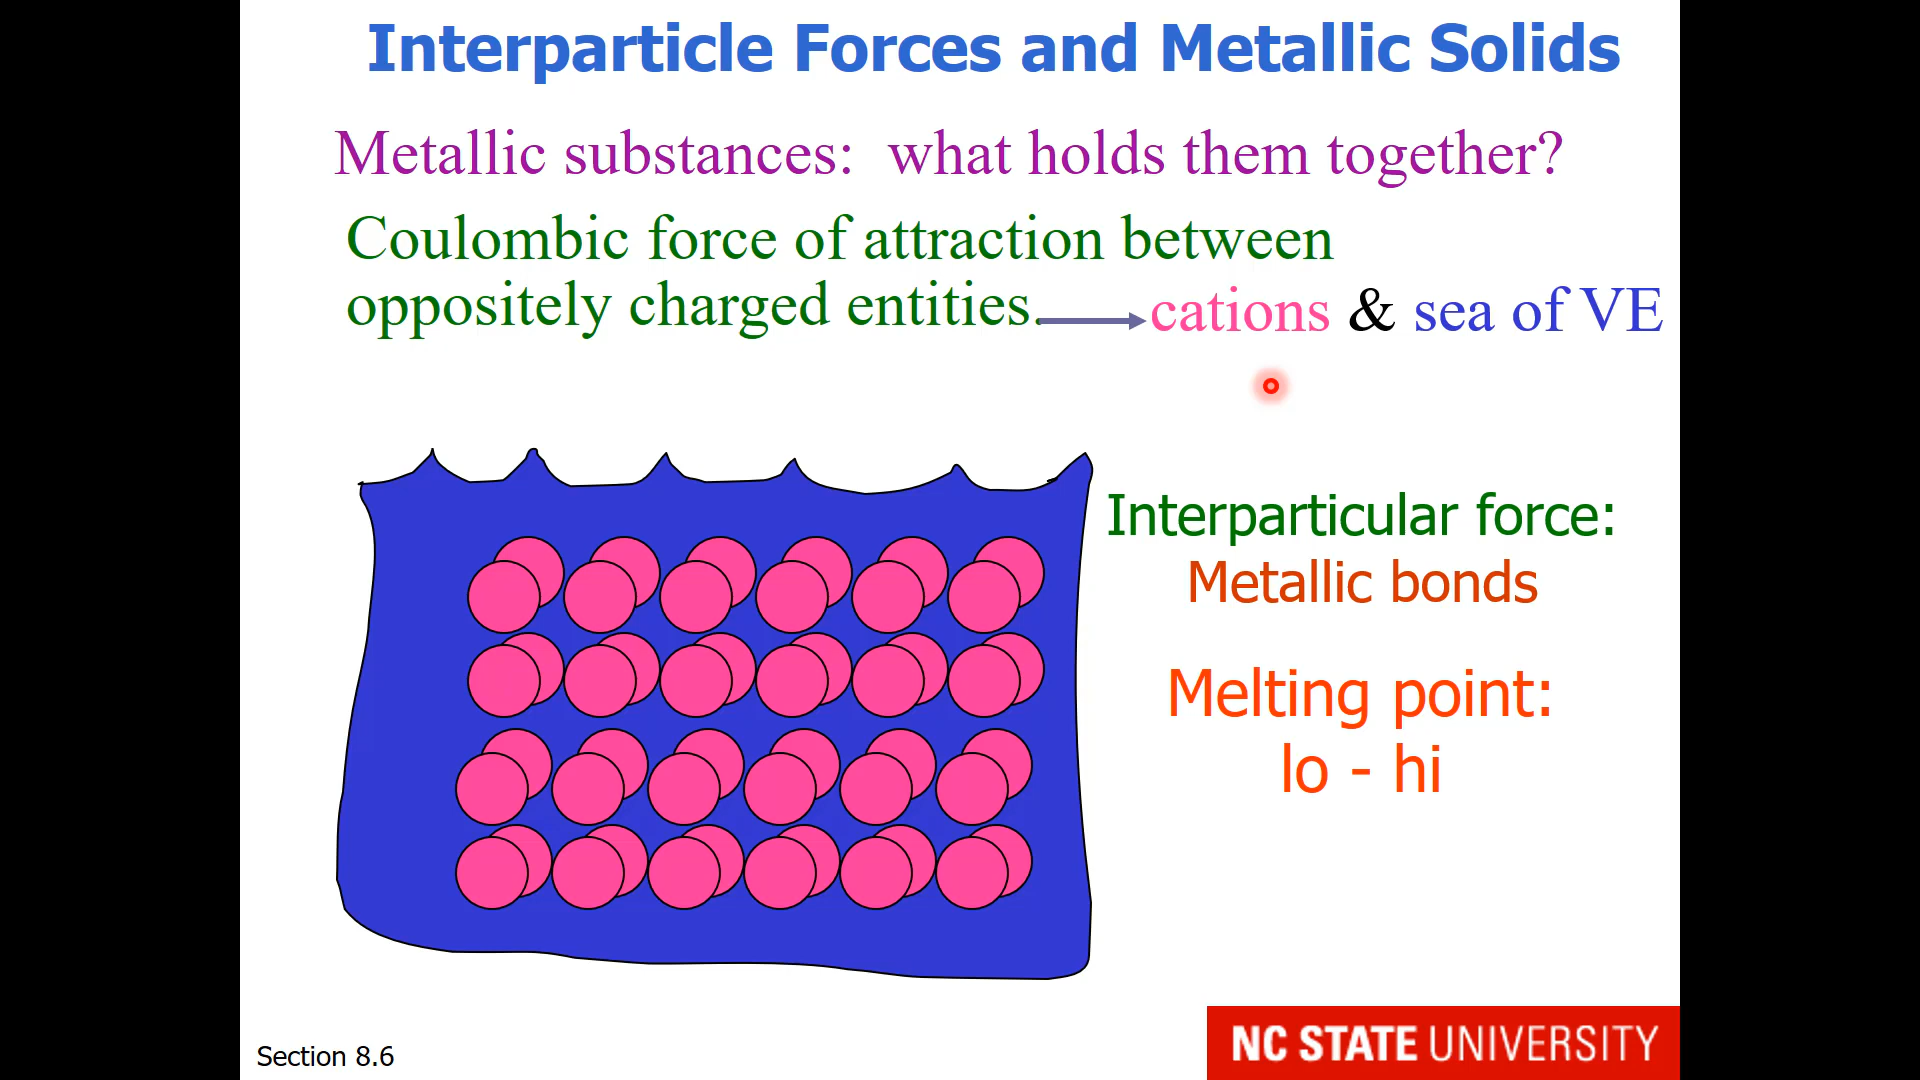 Interparticle Forces and Metallic Solids
Metallic substances: what holds them together?
Coulombic force of attraction between
oppositely charged entities. cations & sea of VE
Interparticular force:
Metallic bonds
Melting point:
lo - hi
Section 8.6
NC STATE UNIVERSITY